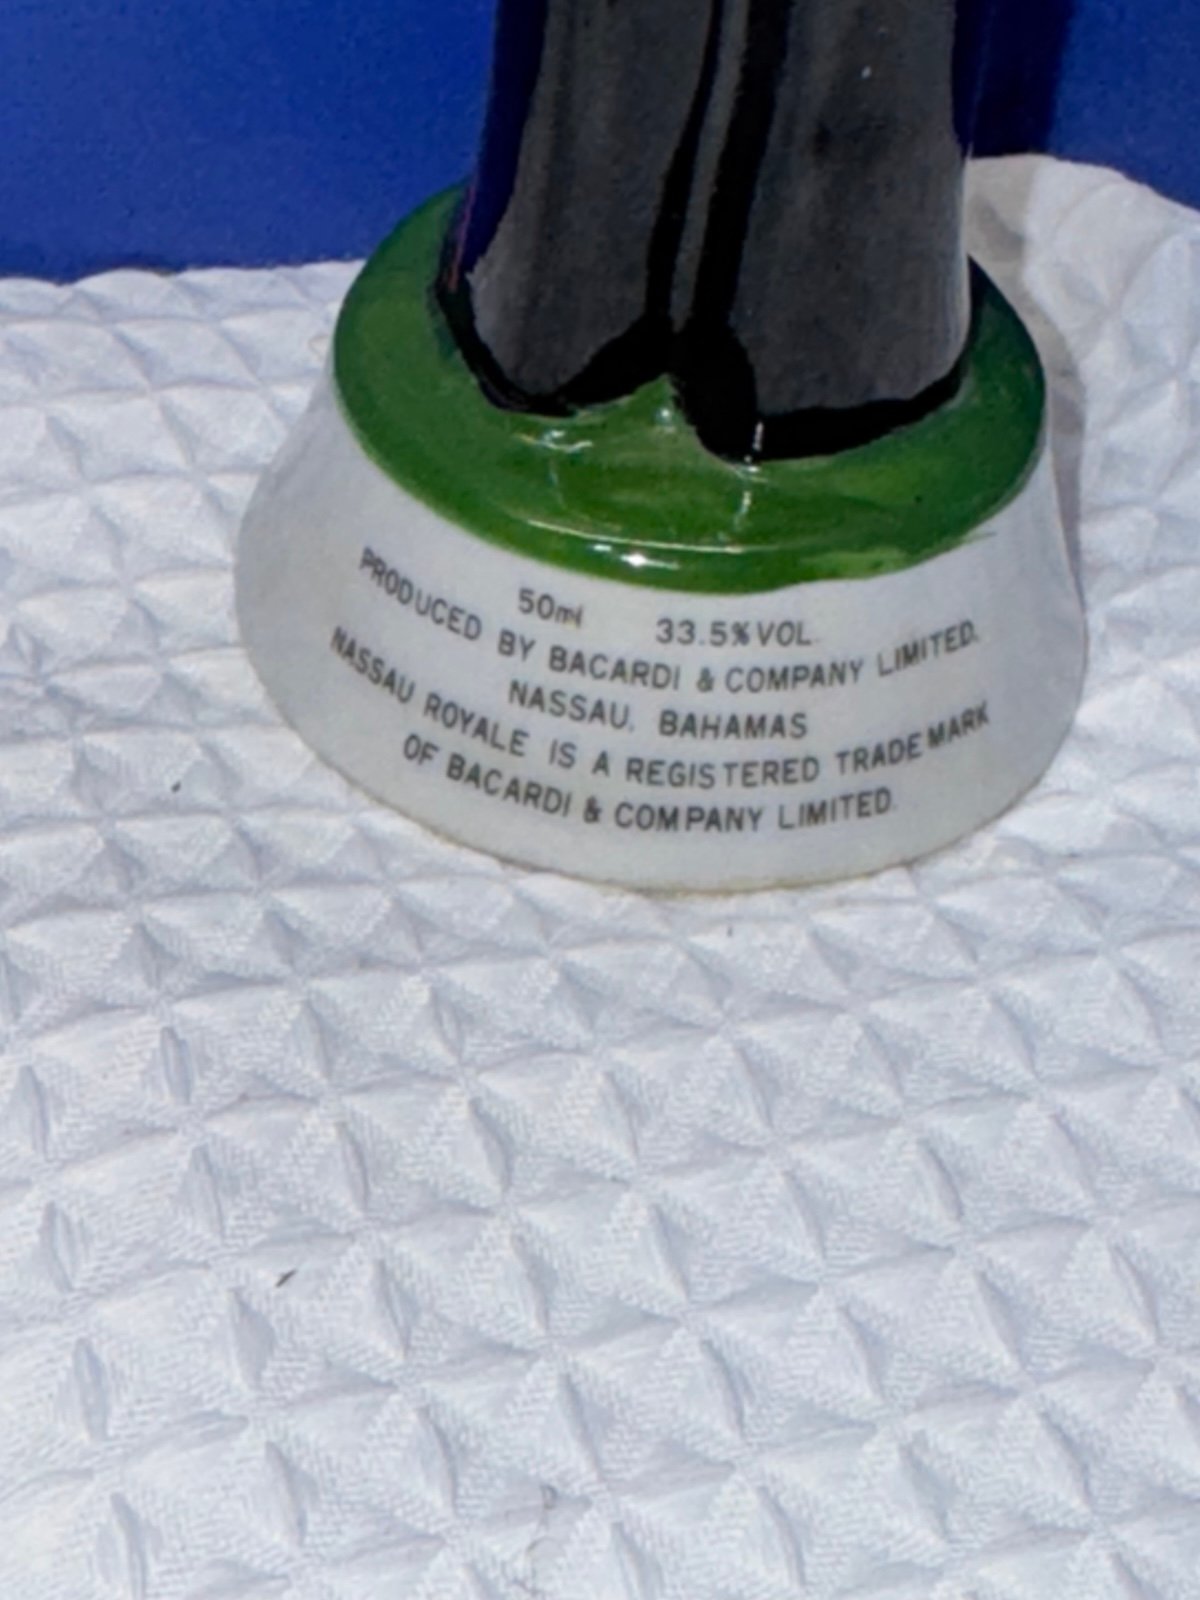 50ml 33.5% VOL.
PRODUCED BY BACARDI & COMPANY LIMITED.
NASSAU, BAHAMAS
NASSAU ROYALE IS A REGISTERED TRADE MARK
OF BACARDI & COMPANY LIMITED.